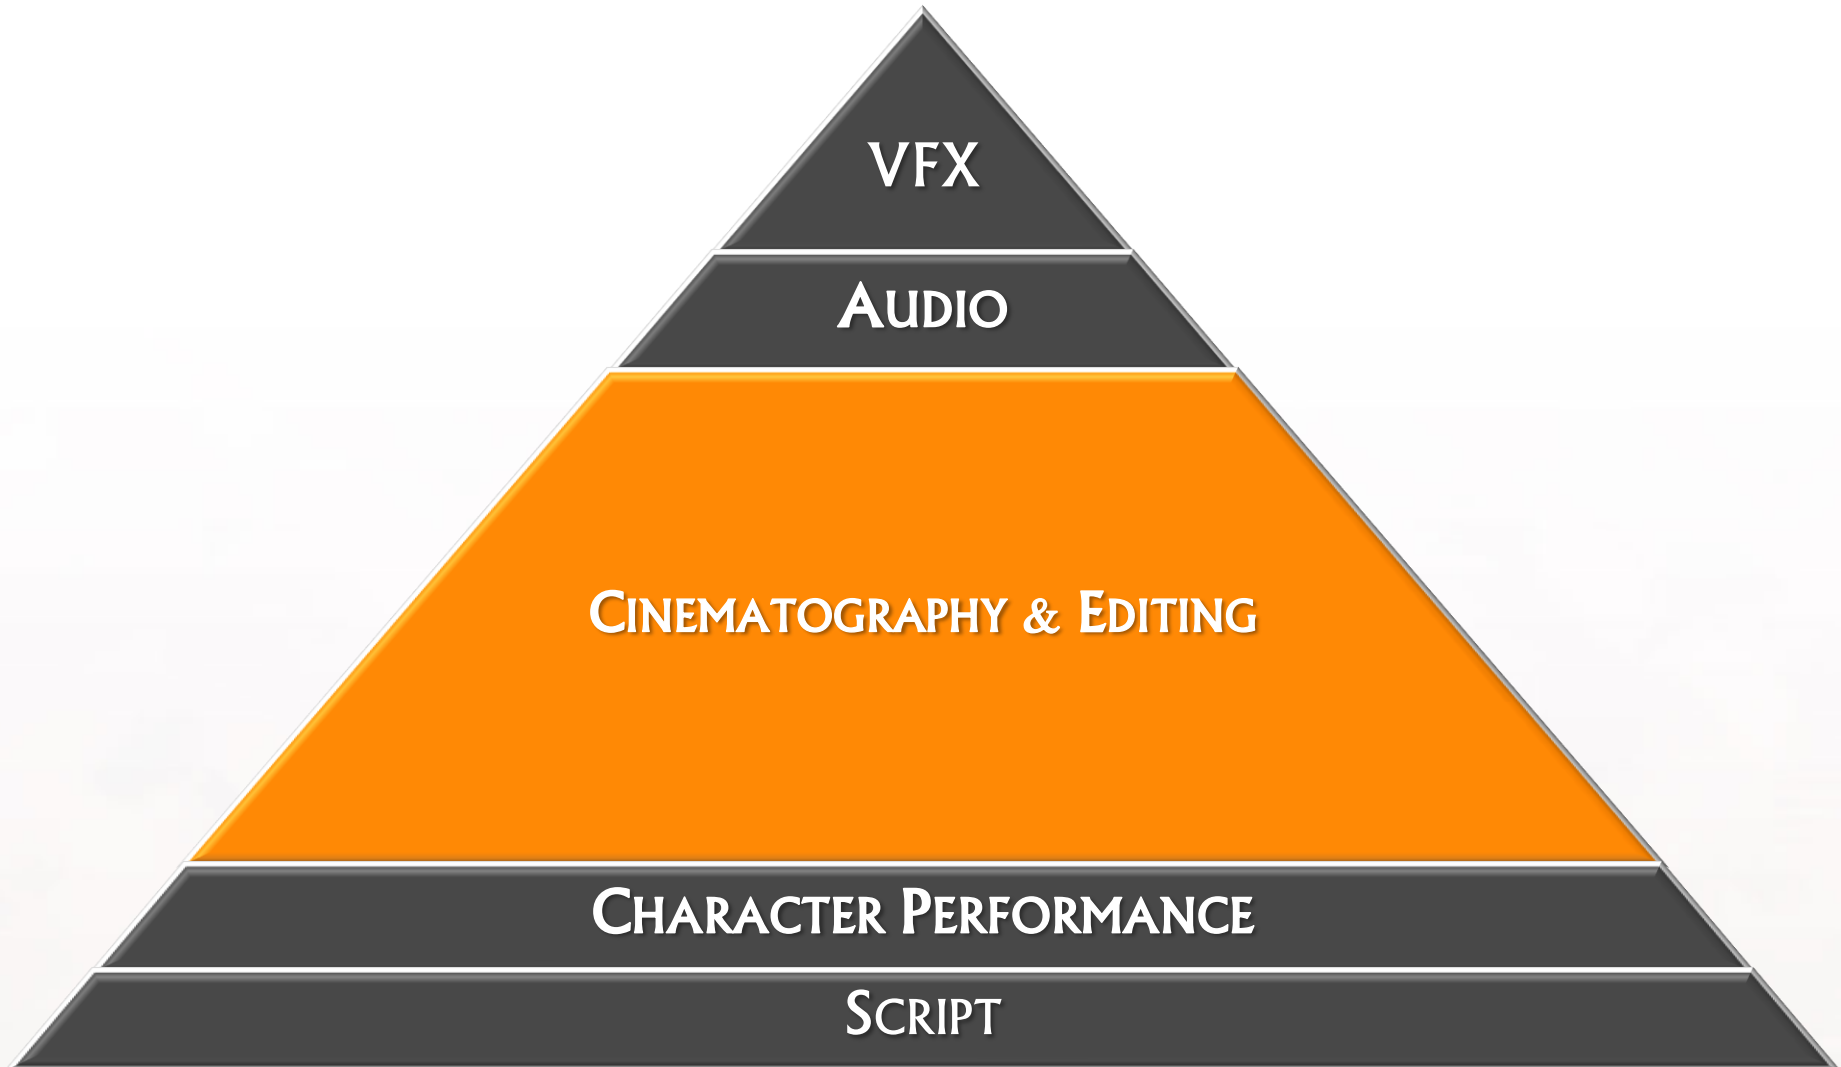 VFX
Audio
Cinematography & Editing
Character Performance
Script